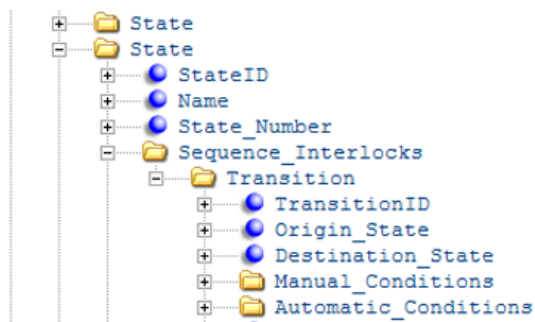 State
State
StateID
Name
State_Number
Sequence_Interlocks
Transition
TransitionID
Origin_State
Destination_State
Manual_Conditions
Automatic_Conditions